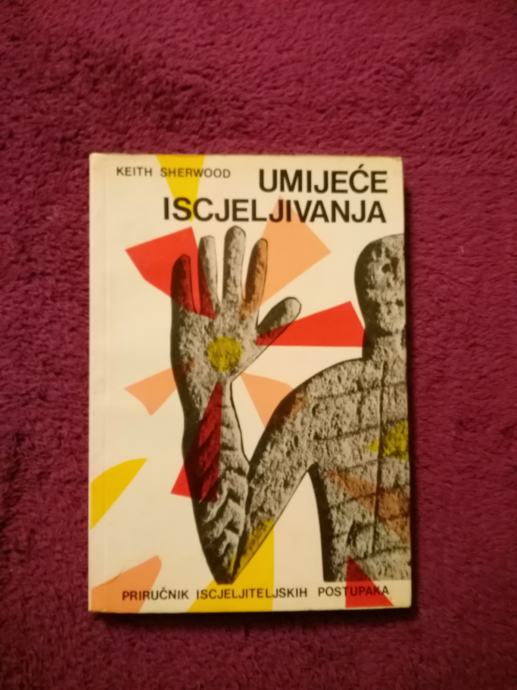 KEITH SHERWOOD
UMIJEĆE
ISCJELJIVANJA
PRIRUČNIK ISCJELJITELJSKIH POSTUPAKA